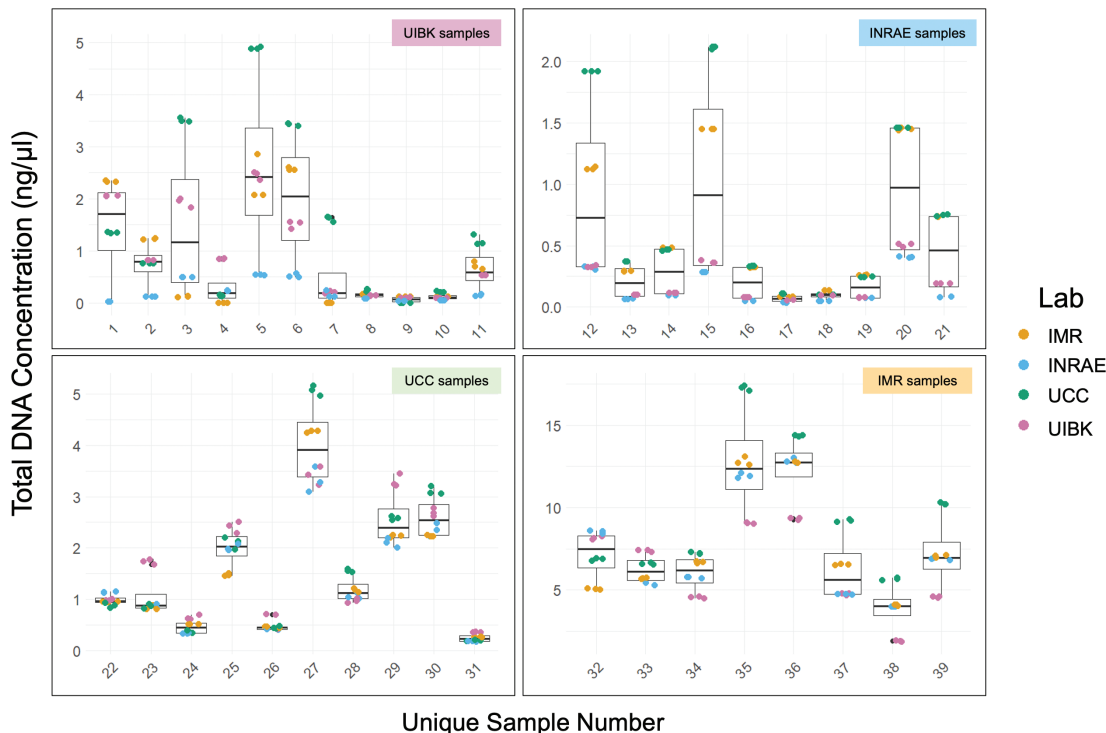 Total DNA Concentration (ng/µl)
UIBK samples
5
4
3
2
1
0
1 2 3 4 5 6 7 8 9 10 11
INRAE samples
2.0
1.5
1.0
0.5
0.0
12 13 14 15 16 17 18 19 20 21
UCC samples
5
4
3
2
1
0
22 23 24 25 26 27 28 29 30 31
IMR samples
15
10
5
32 33 34 35 36 37 38 39
Unique Sample Number
Lab
IMR
INRAE
UCC
UIBK